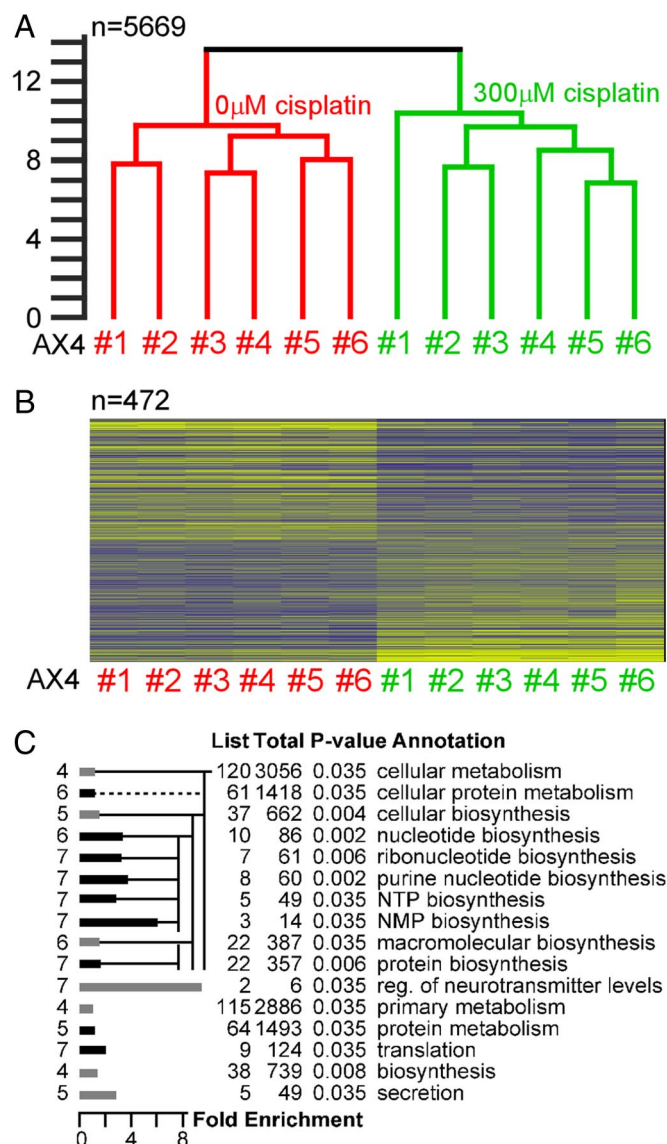 A
n=5669
12
8
4
0
0µM cisplatin
300µM cisplatin
AX4 #1 #2 #3 #4 #5 #6 #1 #2 #3 #4 #5 #6
B
n=472
AX4 #1 #2 #3 #4 #5 #6 #1 #2 #3 #4 #5 #6
C
List Total P-value Annotation
4 120 3056 0.035 cellular metabolism
6 61 1418 0.035 cellular protein metabolism
5 37 662 0.004 cellular biosynthesis
6 10 86 0.002 nucleotide biosynthesis
7 7 61 0.006 ribonucleotide biosynthesis
7 8 60 0.002 purine nucleotide biosynthesis
7 5 49 0.035 NTP biosynthesis
7 3 14 0.035 NMP biosynthesis
6 22 387 0.035 macromolecular biosynthesis
7 22 357 0.006 protein biosynthesis
7 2 6 0.035 reg. of neurotransmitter levels
4 115 2886 0.035 primary metabolism
5 64 1493 0.035 protein metabolism
7 9 124 0.035 translation
4 38 739 0.008 biosynthesis
5 5 49 0.035 secretion
Fold Enrichment
0 4 8